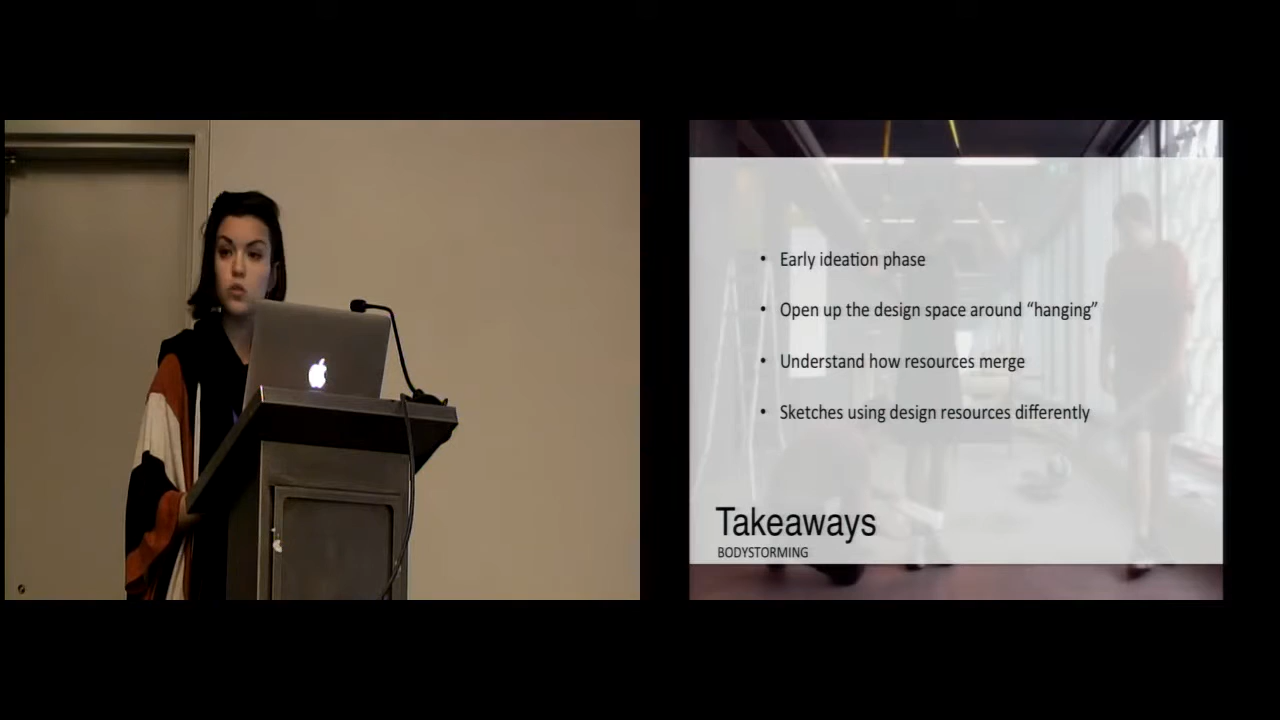 • Early ideation phase
• Open up the design space around “hanging”
• Understand how resources merge
• Sketches using design resources differently
Takeaways
BODYSTORMING